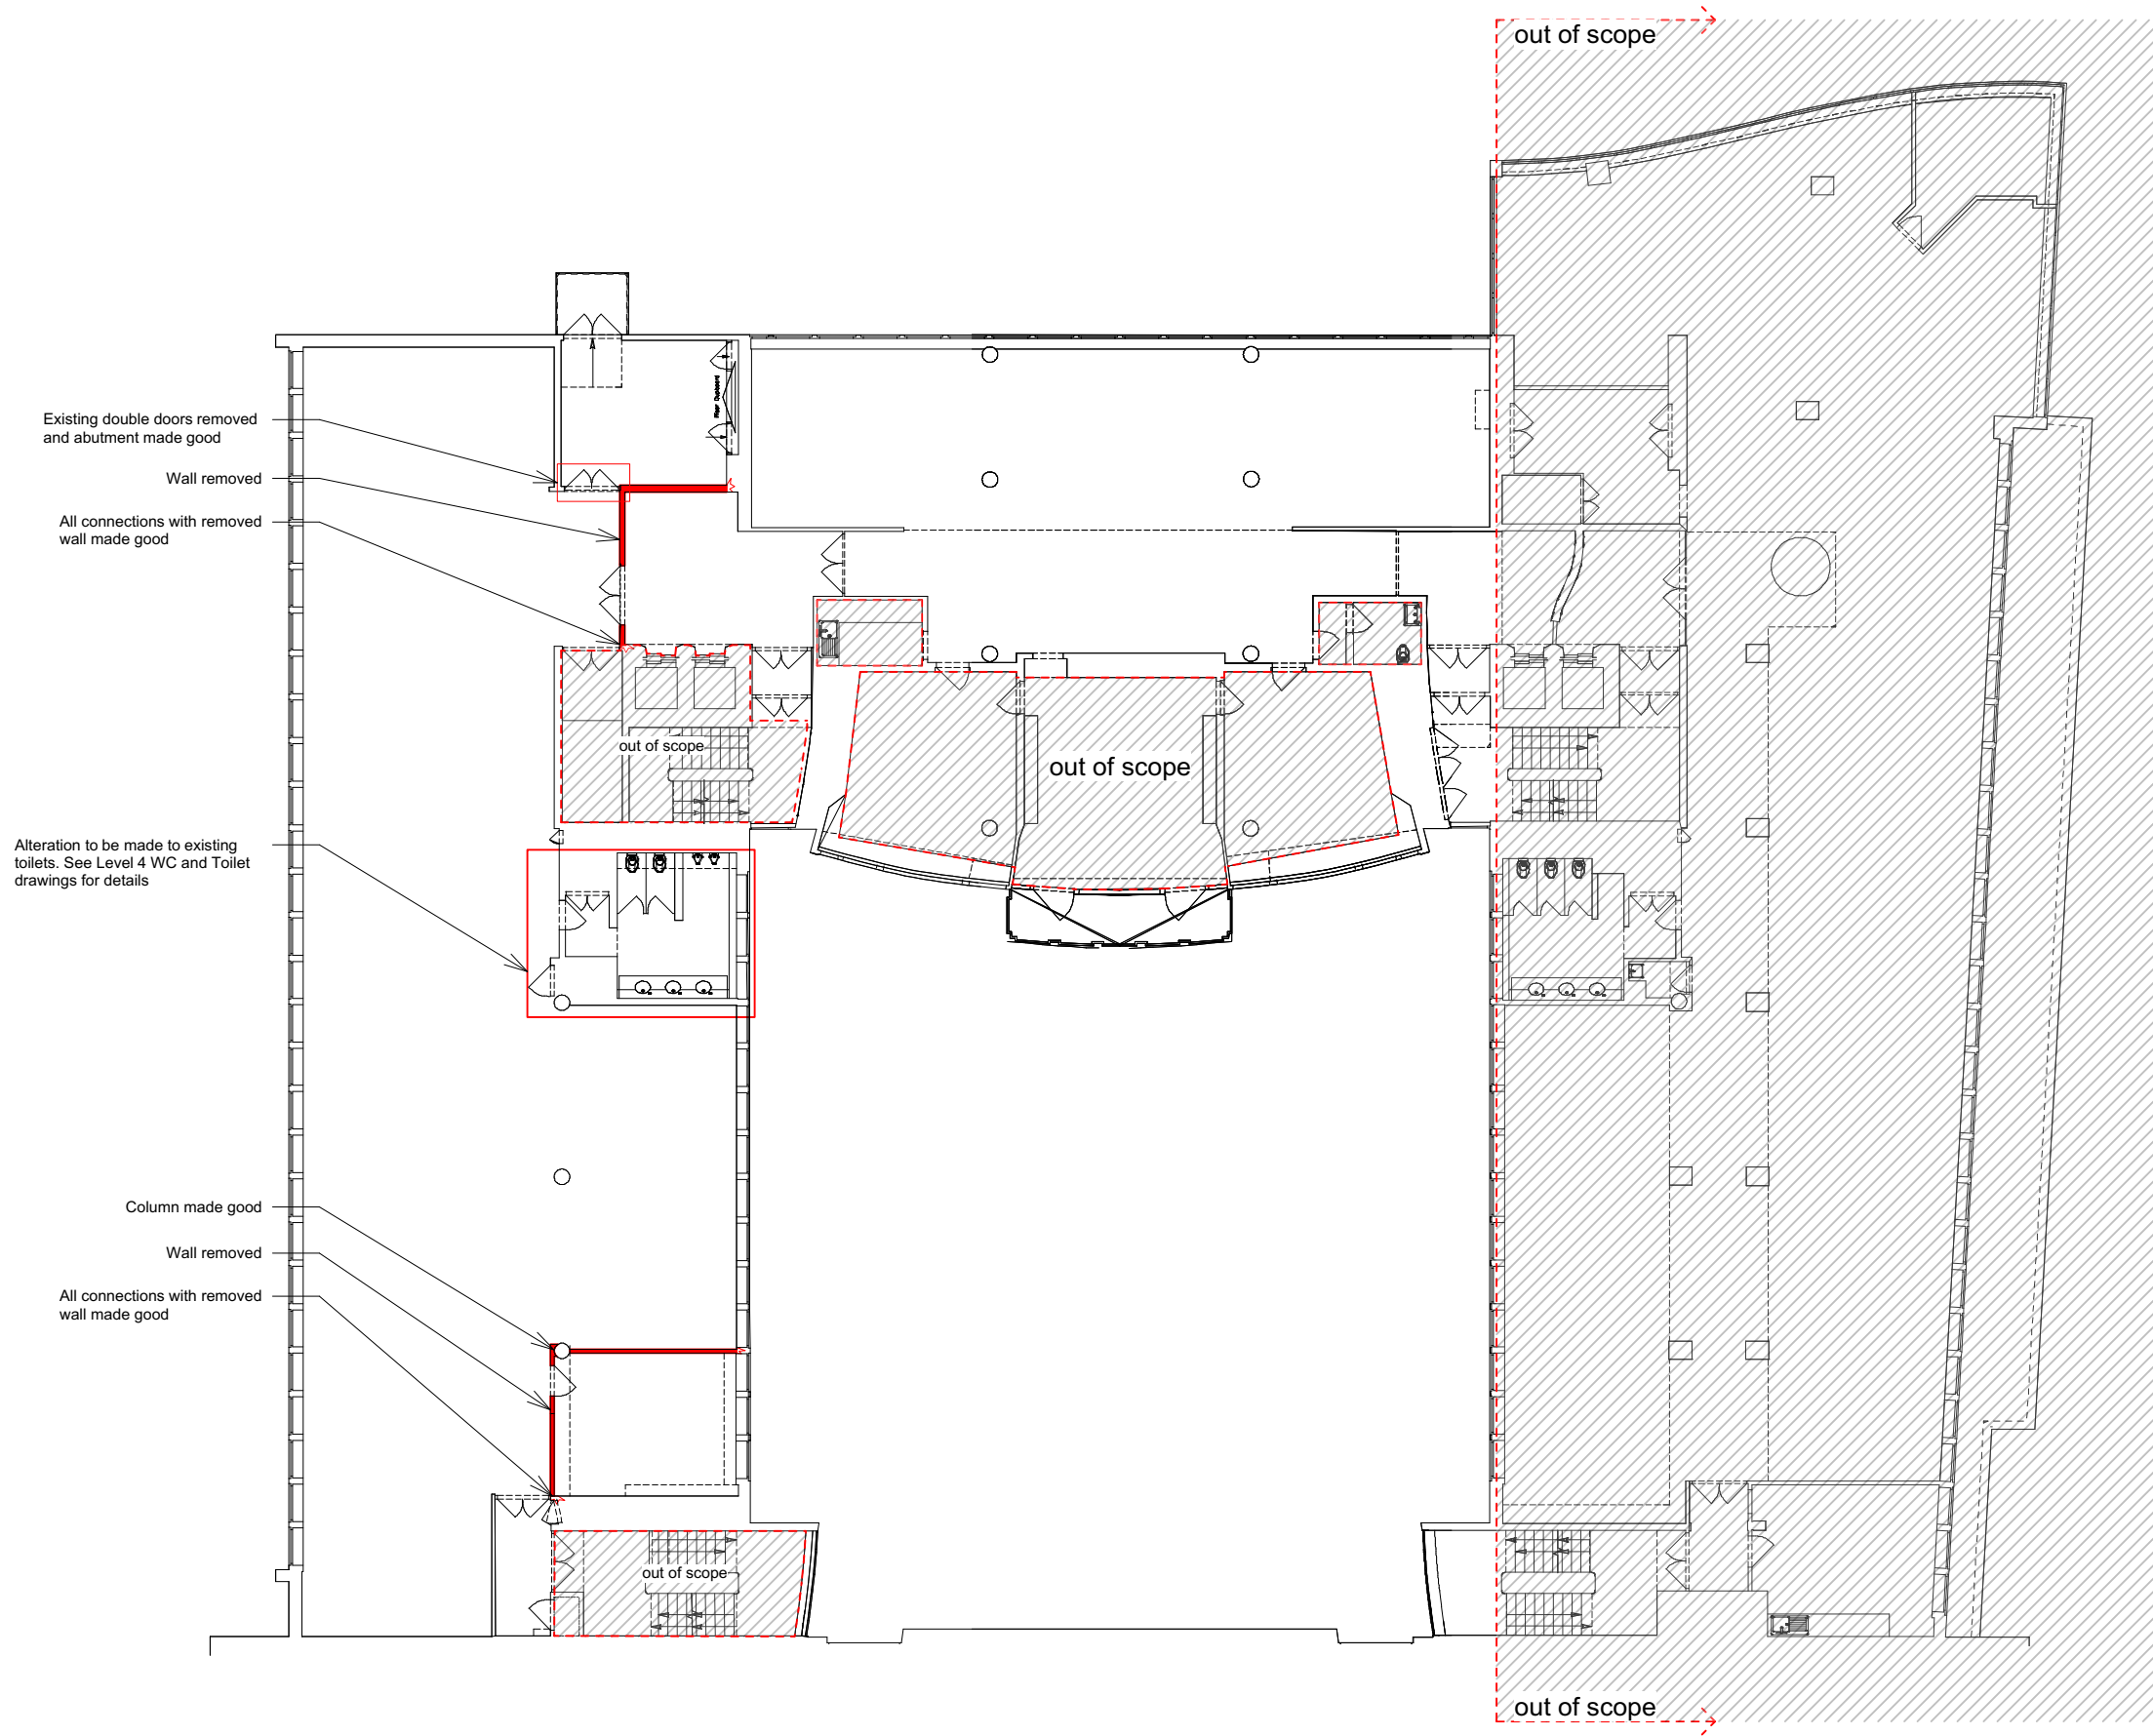 out of scope
Existing double doors removed
and abutment made good
Wall removed
All connections with removed
wall made good
out of scope
out of scope
Alteration to be made to existing
toilets. See Level 4 WC and Toilet
drawings for details
Column made good
Wall removed
All connections with removed
wall made good
out of scope
out of scope